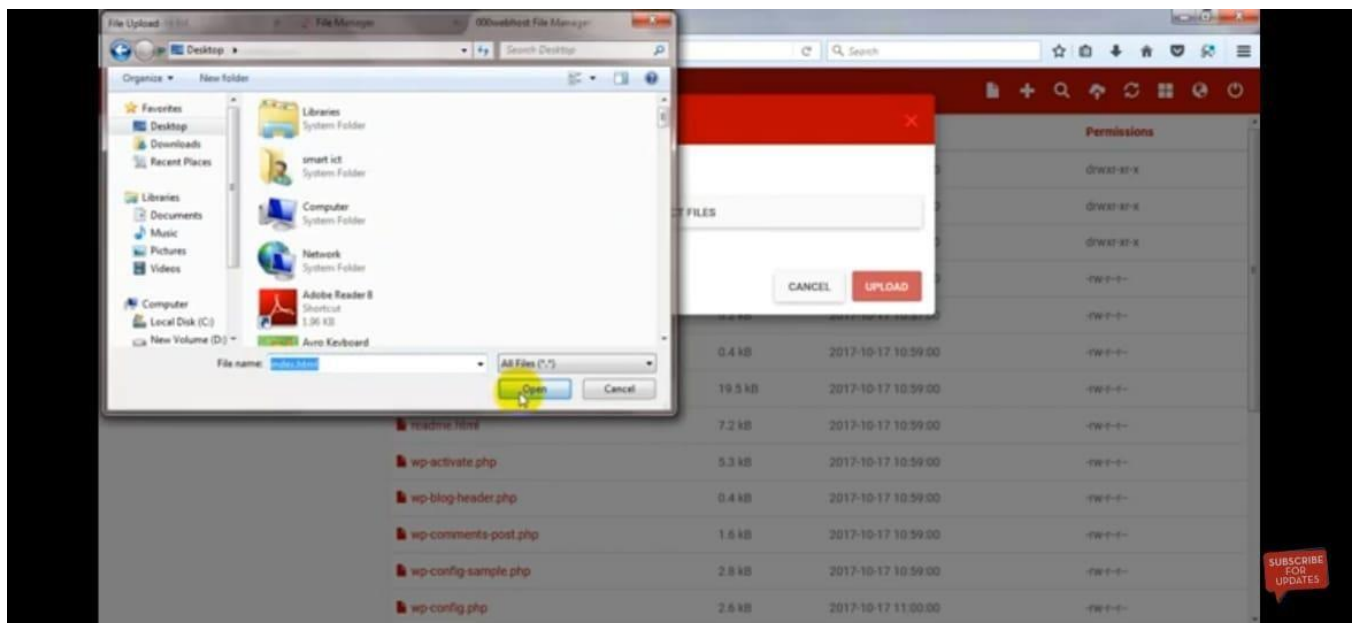 File Upload
File Manager
000webhost File Manager
Desktop
Search Desktop
Search
Organize
New folder
Favorites
Desktop
Downloads
Recent Places
Libraries
Documents
Music
Pictures
Videos
Computer
Local Disk (C:)
New Volume (D:)
Libraries
System Folder
smart ict
System Folder
Computer
System Folder
Network
System Folder
Adobe Reader 8
Shortcut
1.96 KB
Avro Keyboard
File name:
index.html
All Files (*.*)
Open
Cancel
FILES
CANCEL
UPLOAD
Permissions
drwxr-xr-x
drwxr-xr-x
drwxr-xr-x
-rw-r--r--
-rw-r--r--
0.4 kB 2017-10-17 10:59:00 -rw-r--r--
19.5 kB 2017-10-17 10:59:00 -rw-r--r--
readme.html 7.2 kB 2017-10-17 10:59:00 -rw-r--r--
wp-activate.php 5.3 kB 2017-10-17 10:59:00 -rw-r--r--
wp-blog-header.php 0.4 kB 2017-10-17 10:59:00 -rw-r--r--
wp-comments-post.php 1.6 kB 2017-10-17 10:59:00 -rw-r--r--
wp-config-sample.php 2.8 kB 2017-10-17 10:59:00 -rw-r--r--
wp-config.php 2.6 kB 2017-10-17 11:00:00 -rw-r--r--
SUBSCRIBE
FOR
UPDATES